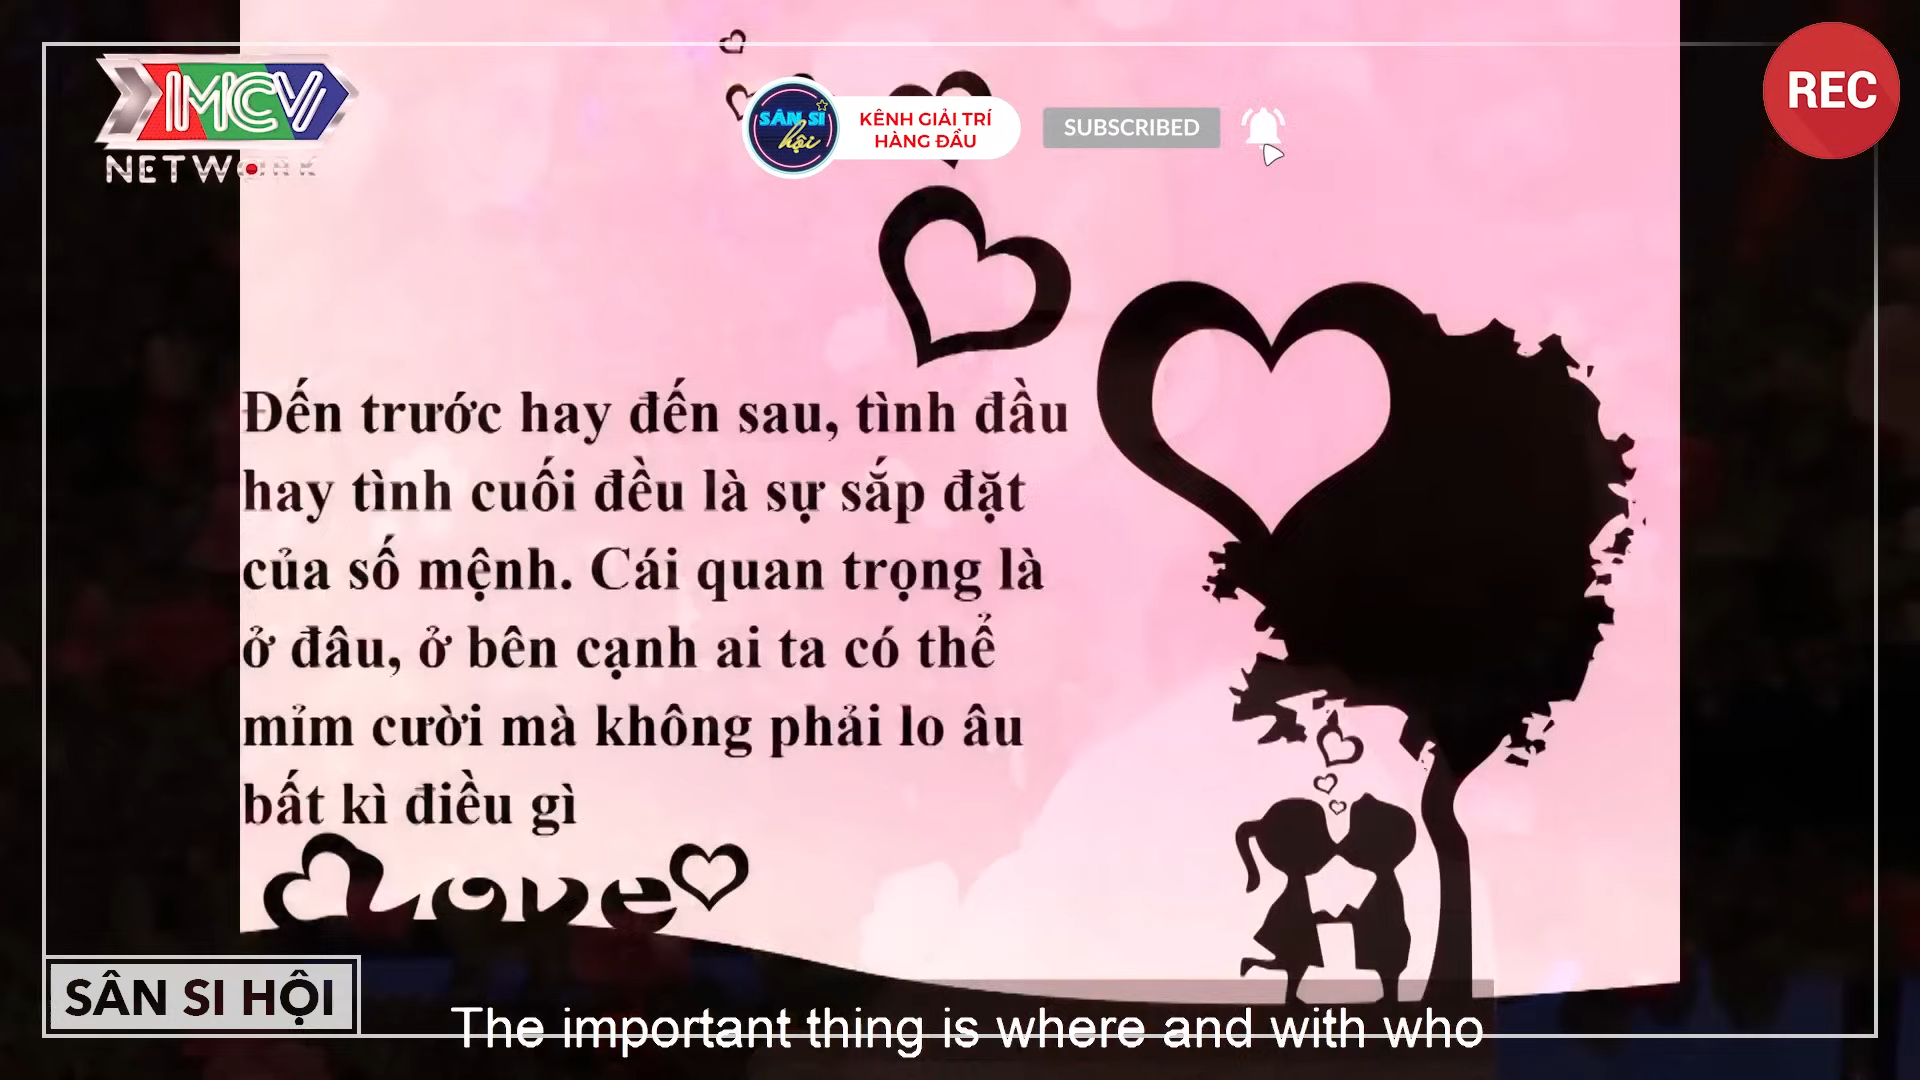 MCV
NETWORK
SÂN SI
hội
KÊNH GIẢI TRÍ
HÀNG ĐẦU
SUBSCRIBED
REC
Đến trước hay đến sau, tình đầu
hay tình cuối đều là sự sắp đặt
của số mệnh. Cái quan trọng là
ở đâu, ở bên cạnh ai ta có thể
mỉm cười mà không phải lo âu
bất kì điều gì
Love
SÂN SI HỘI
The important thing is where and with who